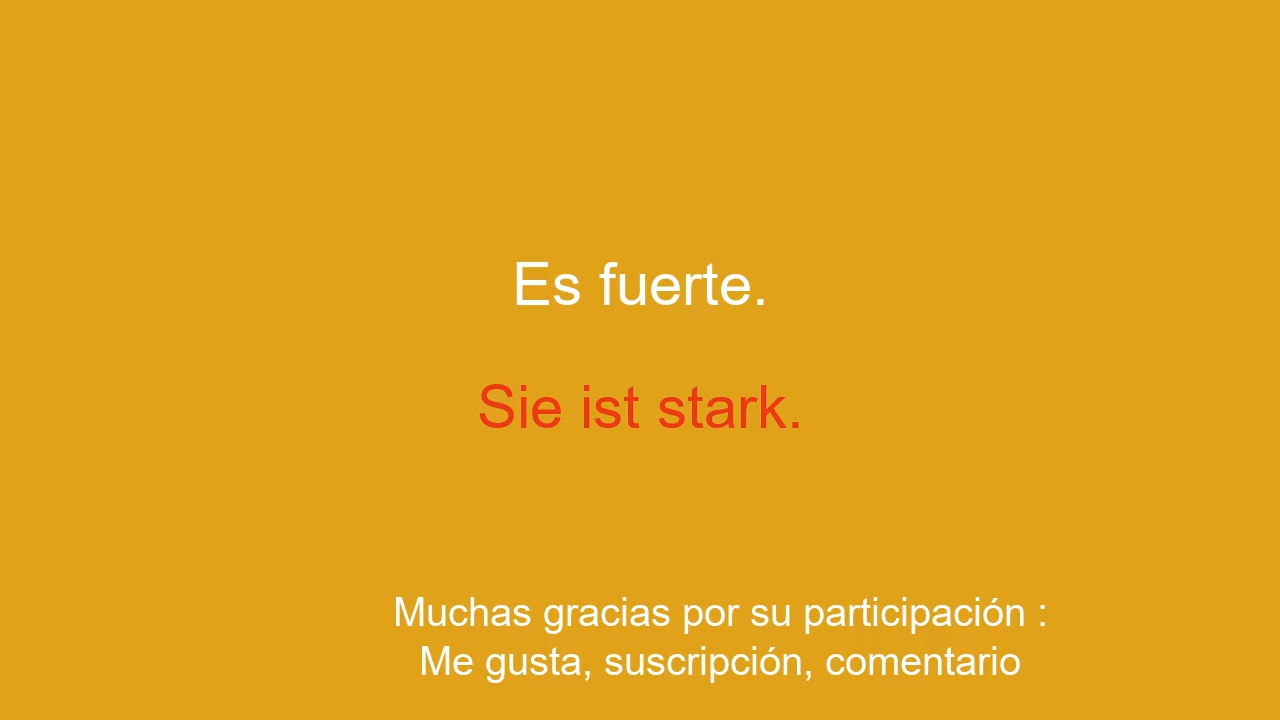 Es fuerte.
Sie ist stark.
Muchas gracias por su participación :
Me gusta, suscripción, comentario